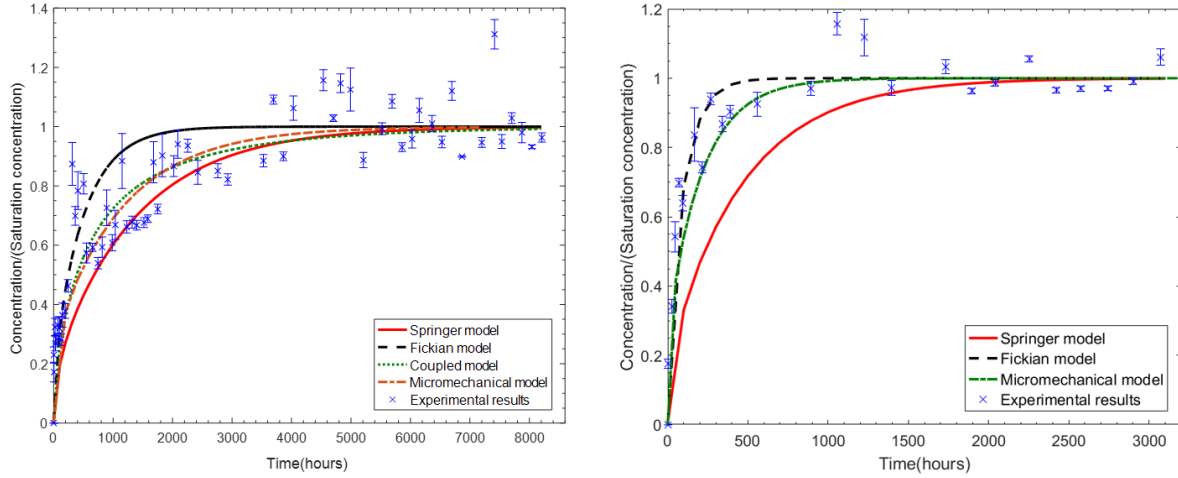 1.4
1.2
1
0.8
0.6
0.4
0.2
0
Concentration/(Saturation concentration)
Springer model
Fickian model
Coupled model
Micromechanical model
Experimental results
0 1000 2000 3000 4000 5000 6000 7000 8000
Time(hours)
1.2
1
0.8
0.6
0.4
0.2
0
Concentration/(Saturation concentration)
Springer model
Fickian model
Micromechanical model
Experimental results
0 500 1000 1500 2000 2500 3000
Time(hours)